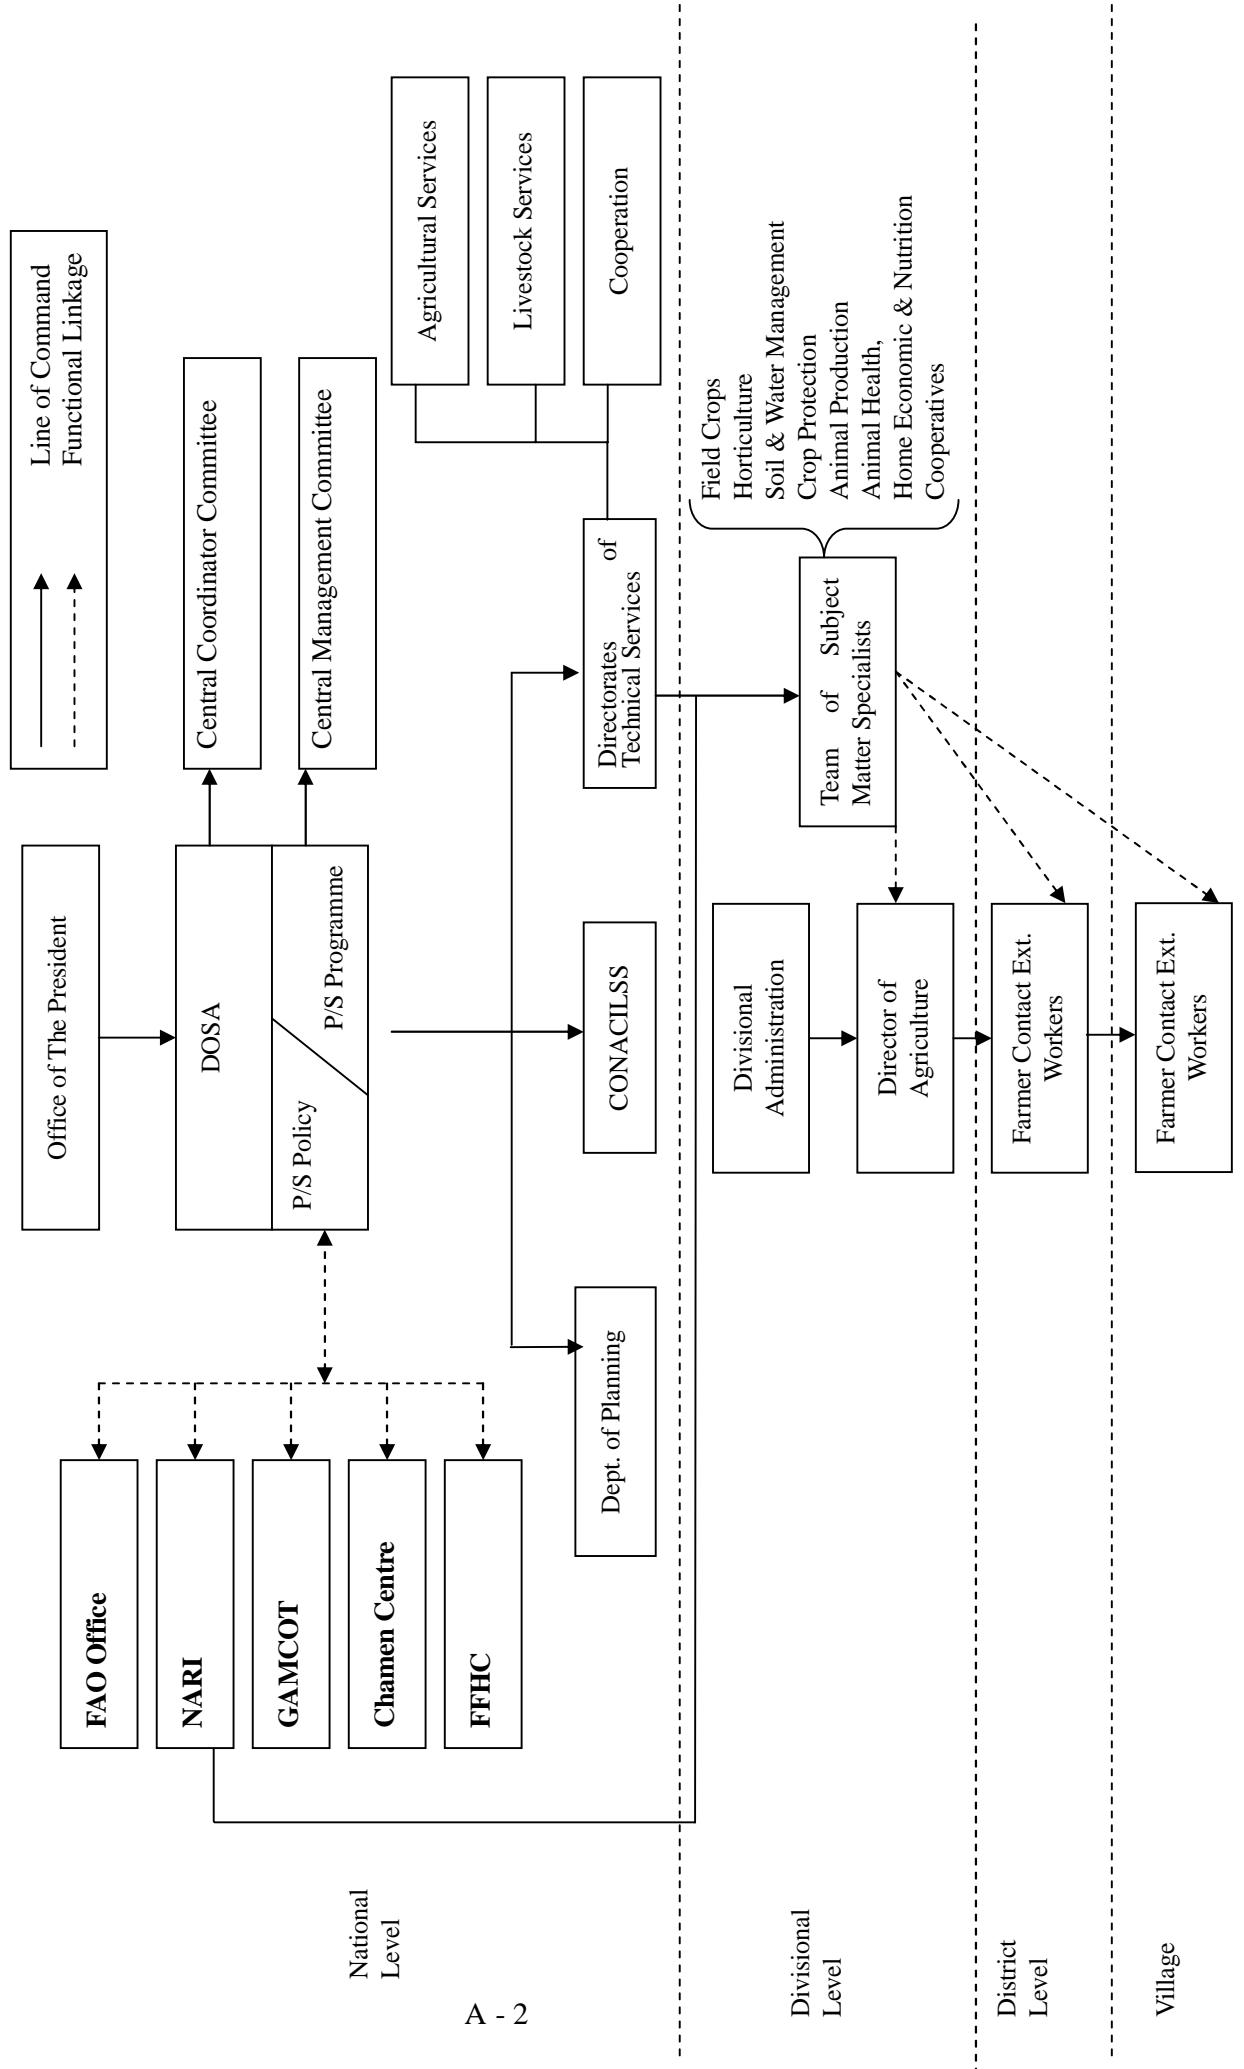 Line of Command
Functional Linkage
Office of The President
DOSA
P/S Policy
P/S Programme
Central Coordinator Committee
Central Management Committee
FAO Office
NARI
GAMCOT
Chamen Centre
FFHC
Agricultural Services
Livestock Services
Cooperation
Dept. of Planning
CONACILSS
Directorates of
Technical Services
National
Level
Divisional
Administration
Director of
Agriculture
Team of Subject
Matter Specialists
Field Crops
Horticulture
Soil & Water Management
Crop Protection
Animal Production
Animal Health,
Home Economic & Nutrition
Cooperatives
Divisional
Level
Farmer Contact Ext.
Workers
District
Level
Farmer Contact Ext.
Workers
Village
A - 2